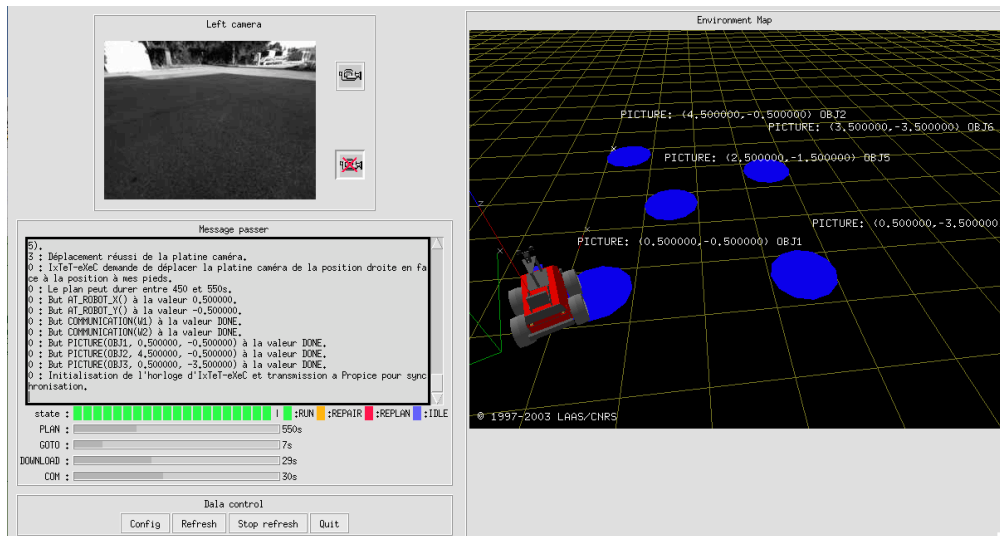 Left camera
Message passer
5).
3 : Déplacement réussi de la platine caméra.
0 : IxTeT-eXeC demande de déplacer la platine caméra de la position droite en fa
ce à la position à mes pieds.
0 : Le plan peut durer entre 450 et 550s.
0 : But AT_ROBOT_X() à la valeur 0.500000.
0 : But AT_ROBOT_Y() à la valeur -0.500000.
0 : But COMMUNICATION(W1) à la valeur DONE.
0 : But COMMUNICATION(W2) à la valeur DONE.
0 : But PICTURE(OBJ1, 0.500000, -0.500000) à la valeur DONE.
0 : But PICTURE(OBJ2, 4.500000, -0.500000) à la valeur DONE.
0 : But PICTURE(OBJ3, 0.500000, -3.500000) à la valeur DONE.
0 : Initialisation de l'horloge d'IxTeT-eXeC et transmission a Propice pour sync
hronisation.
state : | :RUN :REPAIR :REPLAN :IDLE
PLAN : 550s
GOTO : 7s
DOWNLOAD : 29s
COM : 30s
Dala control
Config Refresh Stop refresh Quit
Environment Map
PICTURE: (4.500000,-0.500000) OBJ2
PICTURE: (3.500000,-3.500000) OBJ6
X
PICTURE: (2.500000,-1.500000) OBJ5
Z
PICTURE: (0.500000,-3.500000
X
PICTURE: (0.500000,-0.500000) OBJ1
X
© 1997-2003 LAAS/CNRS